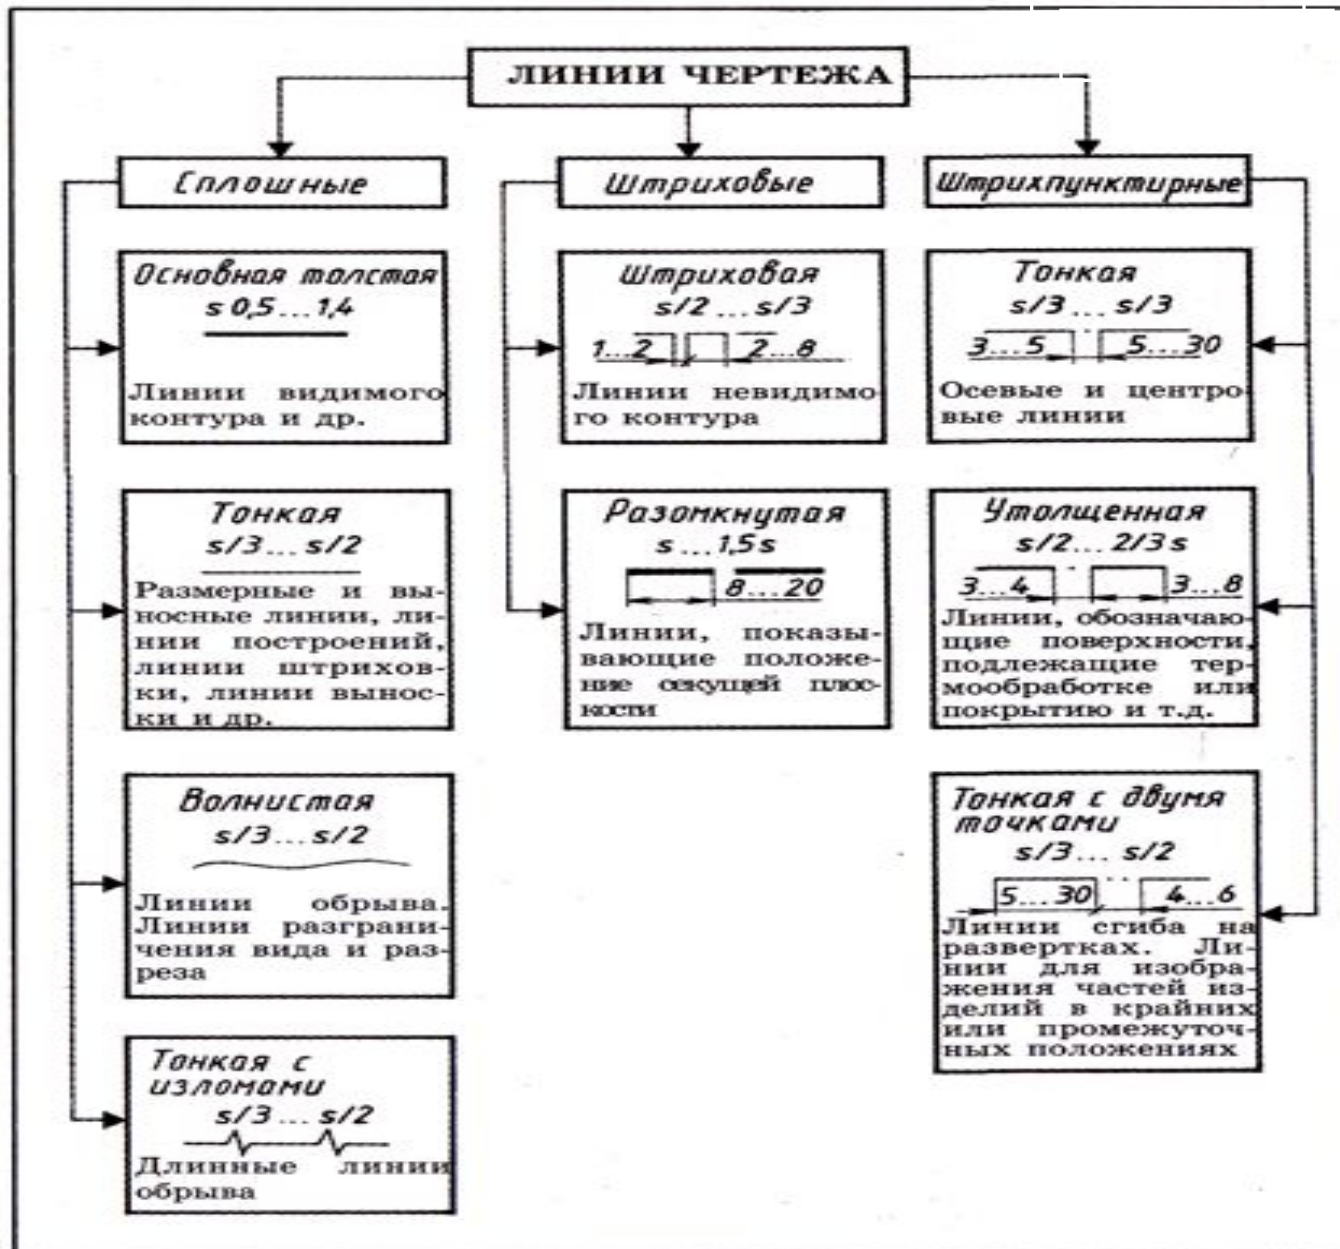 ЛИНИИ ЧЕРТЕЖА
Сплошные
Основная толстая
s 0,5...1,4
Линии видимого
контура и др.
Тонкая
s/3...s/2
Размерные и вы-
носные линии, ли-
нии построений,
линии штрихов-
ки, линии вынос-
ки и др.
Волнистая
s/3...s/2
Линии обрыва.
Линии разграни-
чения вида и раз-
реза
Тонкая с
изломами
s/3...s/2
Длинные линии
обрыва
Штриховые
Штриховая
s/2...s/3
1...2 2...8
Линии невидимо-
го контура
Разомкнутая
s...1,5s
8...20
Линии, показы-
вающие положе-
ние секущей плос-
кости
Штрихпунктирные
Тонкая
s/3...s/3
3...5 5...30
Осевые и центро-
вые линии
Утолщенная
s/2...2/3s
3...4 3...8
Линии, обозначаю-
щие поверхности,
подлежащие тер-
мообработке или
покрытию и т.д.
Тонкая с двумя
точками
s/3...s/2
5...30 4...6
Линии сгиба на
развертках. Ли-
нии для изобра-
жения частей из-
делий в крайних
или промежуточ-
ных положениях